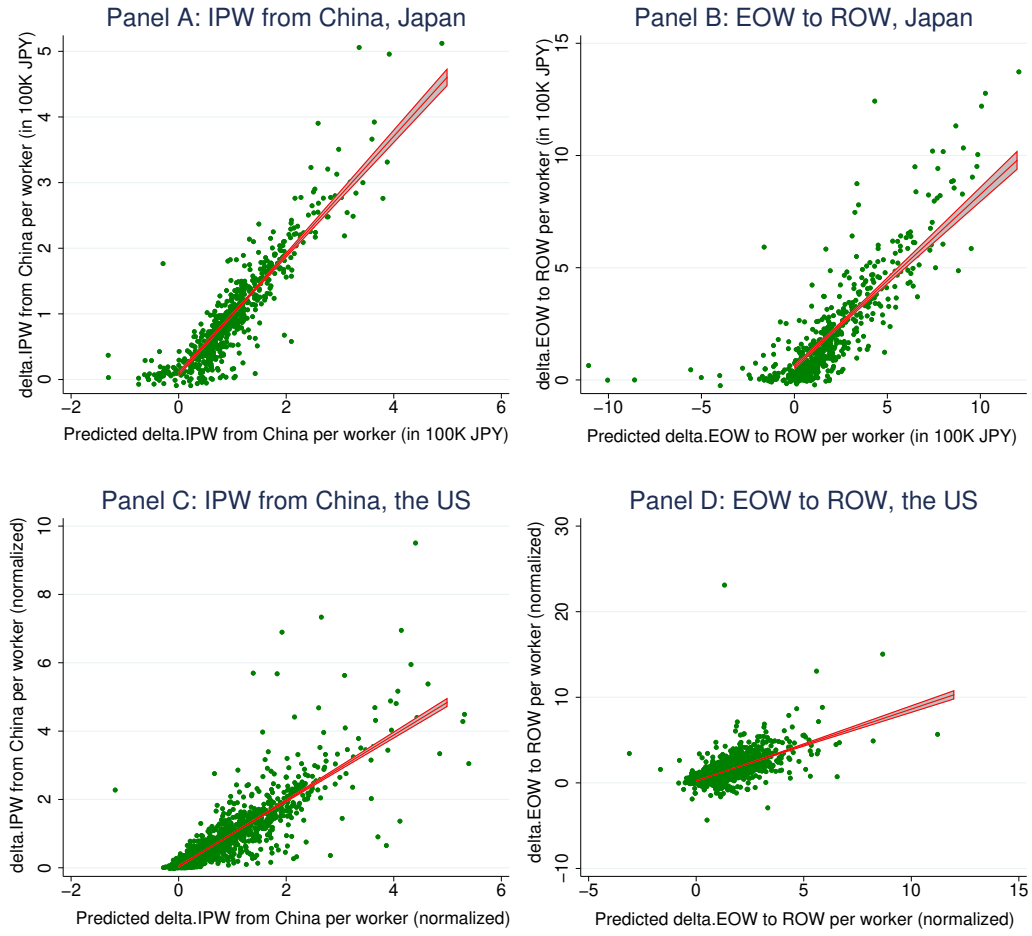 Panel A: IPW from China, Japan
delta.IPW from China per worker (in 100K JPY)
5
4
3
2
1
0
−2 0 2 4 6
Predicted delta.IPW from China per worker (in 100K JPY)
Panel B: EOW to ROW, Japan
delta.EOW to ROW per worker (in 100K JPY)
15
10
5
0
−10 −5 0 5 10
Predicted delta.EOW to ROW per worker (in 100K JPY)
Panel C: IPW from China, the US
delta.IPW from China per worker (normalized)
10
8
6
4
2
0
−2 0 2 4 6
Predicted delta.IPW from China per worker (normalized)
Panel D: EOW to ROW, the US
delta.EOW to ROW per worker (normalized)
30
20
10
0
−10
−5 0 5 10 15
Predicted delta.EOW to ROW per worker (normalized)